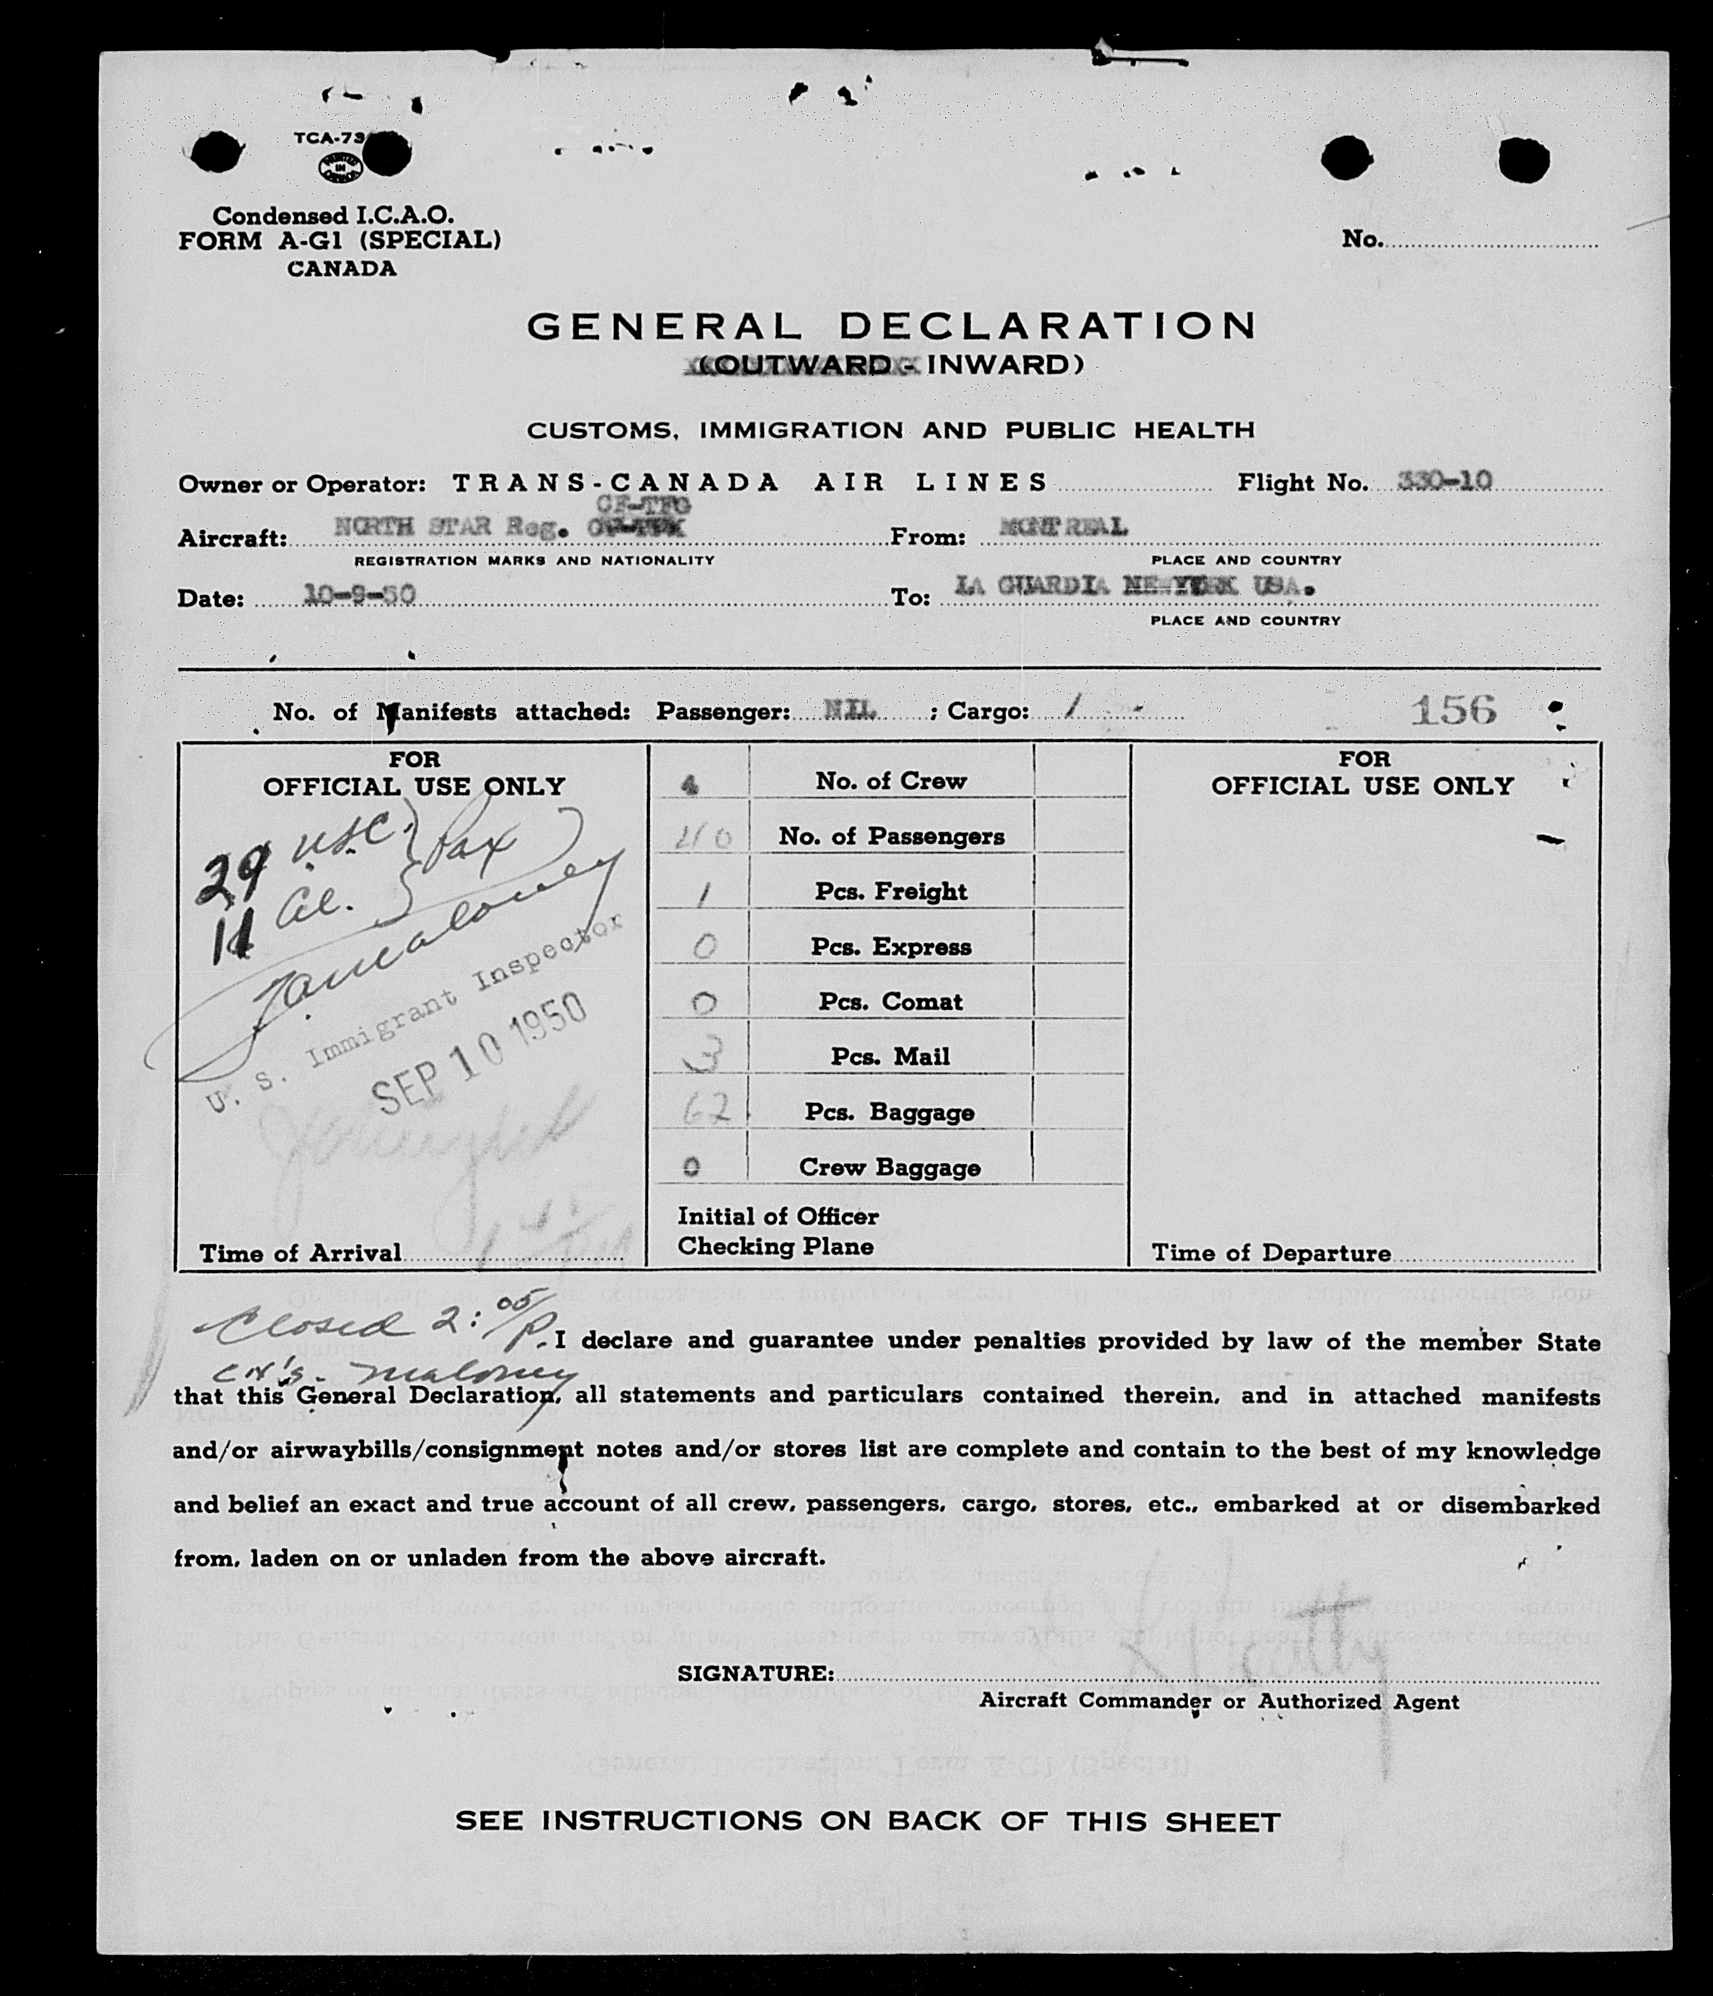 TCA-73
PRINTED IN CANADA
Condensed I.C.A.O.
FORM A-G1 (SPECIAL)
CANADA
No.
GENERAL DECLARATION
(OUTWARD - INWARD)
CUSTOMS, IMMIGRATION AND PUBLIC HEALTH
Owner or Operator: TRANS-CANADA AIR LINES Flight No. 330-10
CF-TFG
Aircraft: NORTH STAR Reg. From: MONTREAL
REGISTRATION MARKS AND NATIONALITY PLACE AND COUNTRY
Date: 10-9-50 To: LA GUARDIA NEWYORK USA.
PLACE AND COUNTRY
No. of Manifests attached: Passenger: NIL ; Cargo: 1 156
FOR
OFFICIAL USE ONLY
29 USC.
11 Al. } Pax
Maloney
U. S. Immigrant Inspector
SEP 10 1950
Time of Arrival
4 No. of Crew
40 No. of Passengers
1 Pcs. Freight
0 Pcs. Express
0 Pcs. Comat
3 Pcs. Mail
62 Pcs. Baggage
0 Crew Baggage
Initial of Officer
Checking Plane
FOR
OFFICIAL USE ONLY
Time of Departure
Closed 2:05/P.
Maloney
I declare and guarantee under penalties provided by law of the member State
that this General Declaration, all statements and particulars contained therein, and in attached manifests
and/or airwaybills/consignment notes and/or stores list are complete and contain to the best of my knowledge
and belief an exact and true account of all crew, passengers, cargo, stores, etc., embarked at or disembarked
from, laden on or unladen from the above aircraft.
SIGNATURE:
Aircraft Commander or Authorized Agent
SEE INSTRUCTIONS ON BACK OF THIS SHEET